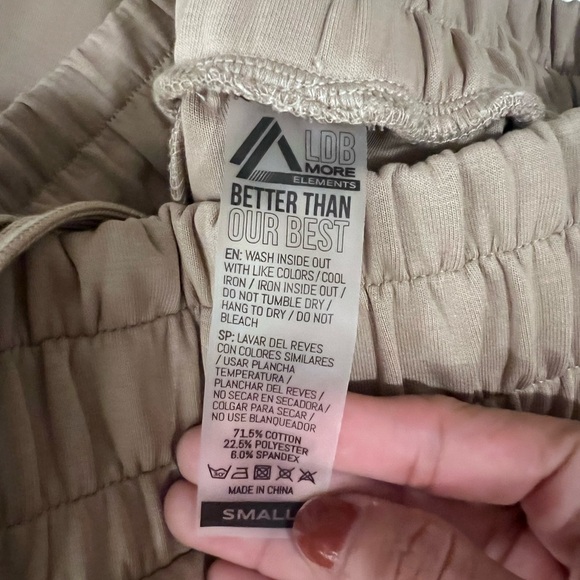 LDB
MORE
ELEMENTS
BETTER THAN
OUR BEST
EN: WASH INSIDE OUT
WITH LIKE COLORS / COOL
IRON / IRON INSIDE OUT /
DO NOT TUMBLE DRY /
HANG TO DRY / DO NOT
BLEACH
SP: LAVAR DEL REVES
CON COLORES SIMILARES
/ USAR PLANCHA
TEMPERATURA /
PLANCHAR DEL REVES /
NO SECAR EN SECADORA /
COLGAR PARA SECAR /
NO USE BLANQUEADOR
71.5% COTTON
22.5% POLYESTER
6.0% SPANDEX
MADE IN CHINA
SMALL